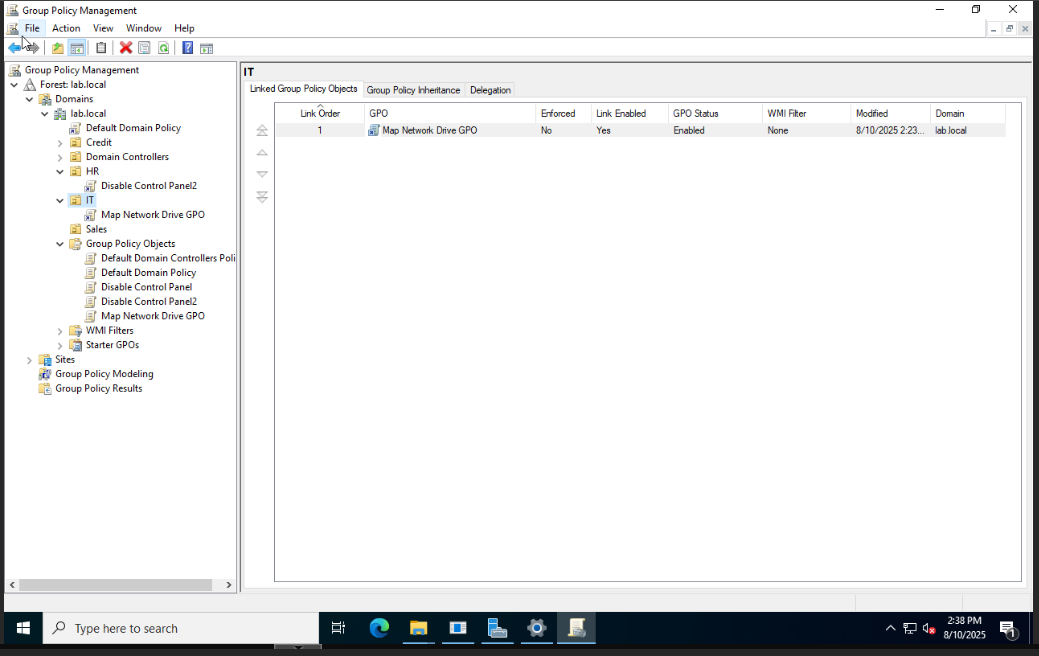 Group Policy Management
File Action View Window Help
Group Policy Management
Forest: lab.local
Domains
lab.local
Default Domain Policy
Credit
Domain Controllers
HR
Disable Control Panel2
IT
Map Network Drive GPO
Sales
Group Policy Objects
Default Domain Controllers Poli
Default Domain Policy
Disable Control Panel
Disable Control Panel2
Map Network Drive GPO
WMI Filters
Starter GPOs
Sites
Group Policy Modeling
Group Policy Results
IT
Linked Group Policy Objects Group Policy Inheritance Delegation
Link Order GPO Enforced Link Enabled GPO Status WMI Filter Modified Domain
1 Map Network Drive GPO No Yes Enabled None 8/10/2025 2:23... lab.local
Type here to search
2:38 PM
8/10/2025
1